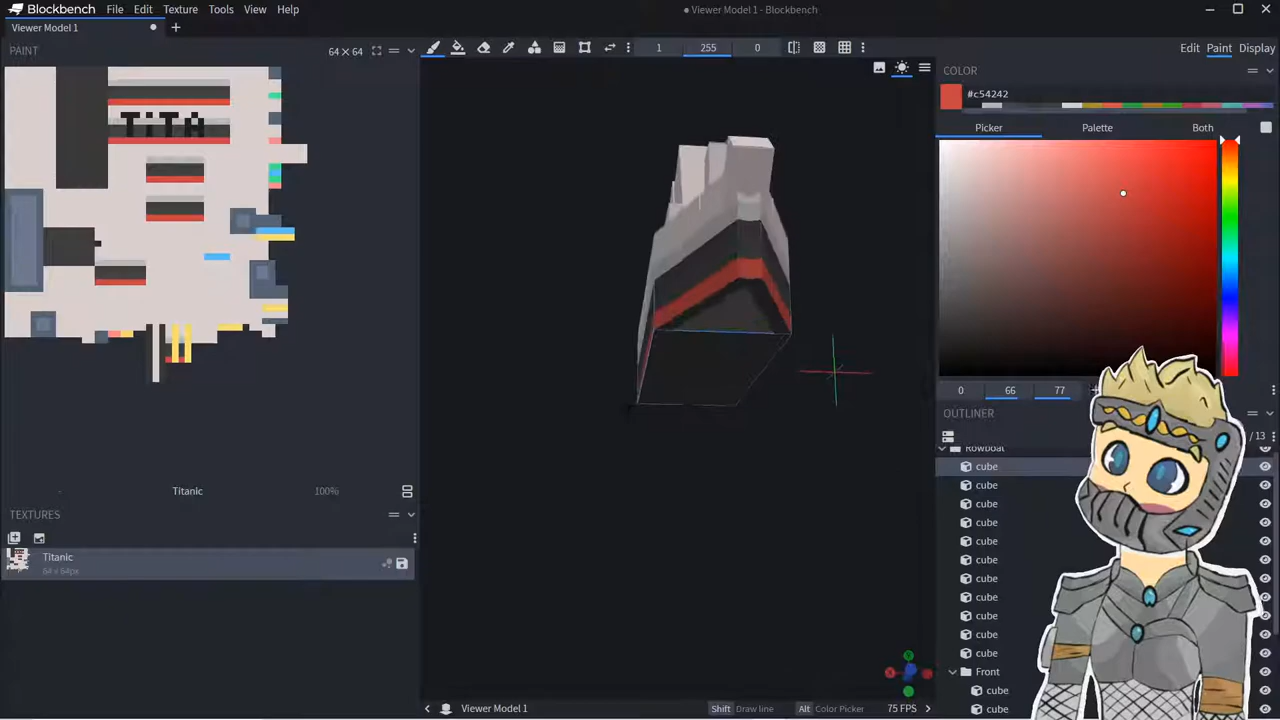 Blockbench File Edit Texture Tools View Help
Viewer Model 1 - Blockbench
Viewer Model 1
PAINT
64 × 64
1 255 0
Edit Paint Display
COLOR
#c54242
Picker Palette Both
TiTA
0 66 77
OUTLINER
/ 13
Rowboat
cube
cube
cube
cube
cube
cube
cube
cube
cube
cube
cube
Front
cube
cube
- Titanic 100%
TEXTURES
Titanic
64 × 64px
Viewer Model 1
Shift Draw line Alt Color Picker 75 FPS